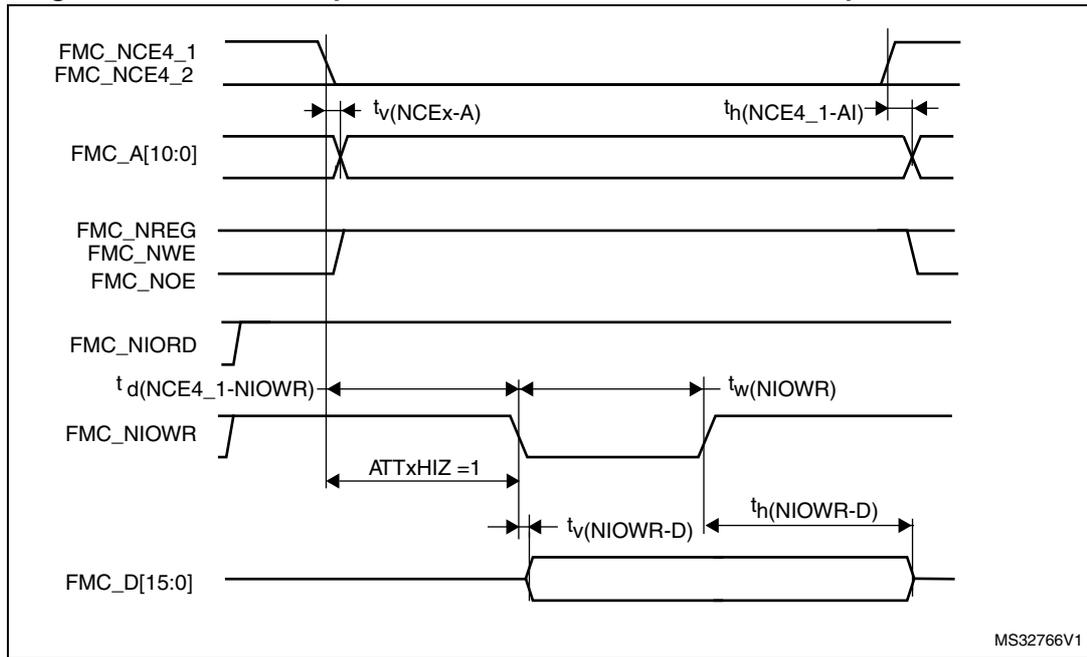 FMC_NCE4_1
FMC_NCE4_2
tv(NCEx-A)
th(NCE4_1-AI)
FMC_A[10:0]
FMC_NREG
FMC_NWE
FMC_NOE
FMC_NIORD
td(NCE4_1-NIOWR)
tw(NIOWR)
FMC_NIOWR
ATTxHIZ =1
th(NIOWR-D)
tv(NIOWR-D)
FMC_D[15:0]
MS32766V1